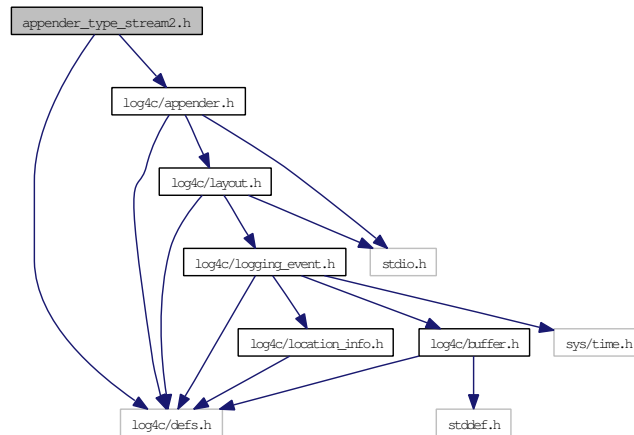 appender_type_stream2.h
log4c/appender.h
log4c/layout.h
log4c/logging_event.h
stdio.h
log4c/location_info.h
log4c/buffer.h
sys/time.h
log4c/defs.h
stddef.h